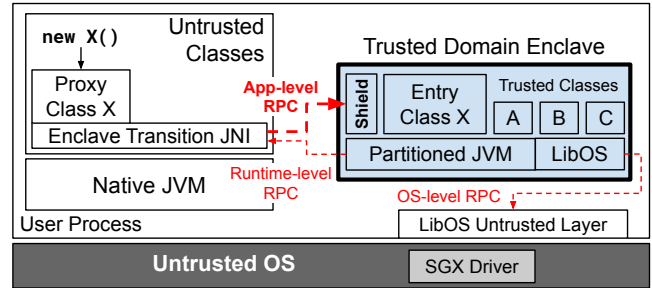 new X()
Untrusted
Classes
Proxy
Class X
Enclave Transition JNI
Native JVM
User Process
App-level
RPC
Runtime-level
RPC
Trusted Domain Enclave
Shield
Entry
Class X
Trusted Classes
A
B
C
Partitioned JVM
LibOS
OS-level RPC
LibOS Untrusted Layer
Untrusted OS
SGX Driver